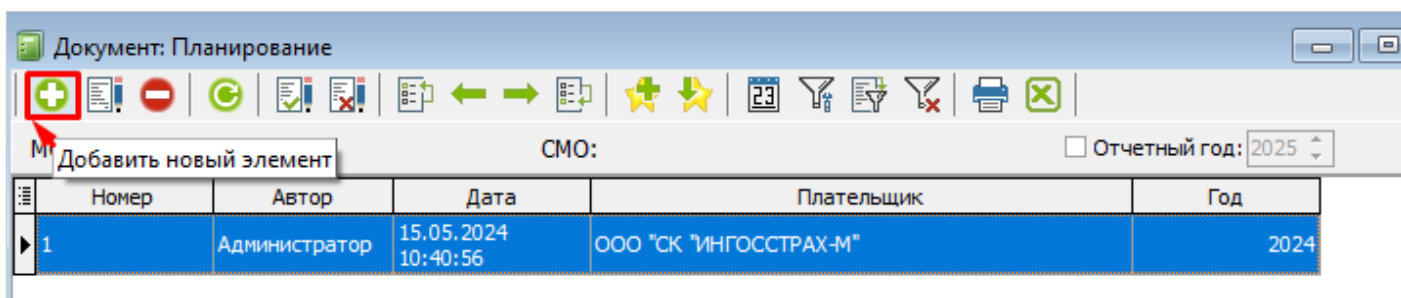 Документ: Планирование
23
М
СМО:
Отчетный год: 2025
Добавить новый элемент
Номер Автор Дата Плательщик Год
1 Администратор 15.05.2024 10:40:56 ООО "СК "ИНГОССТРАХ-М" 2024